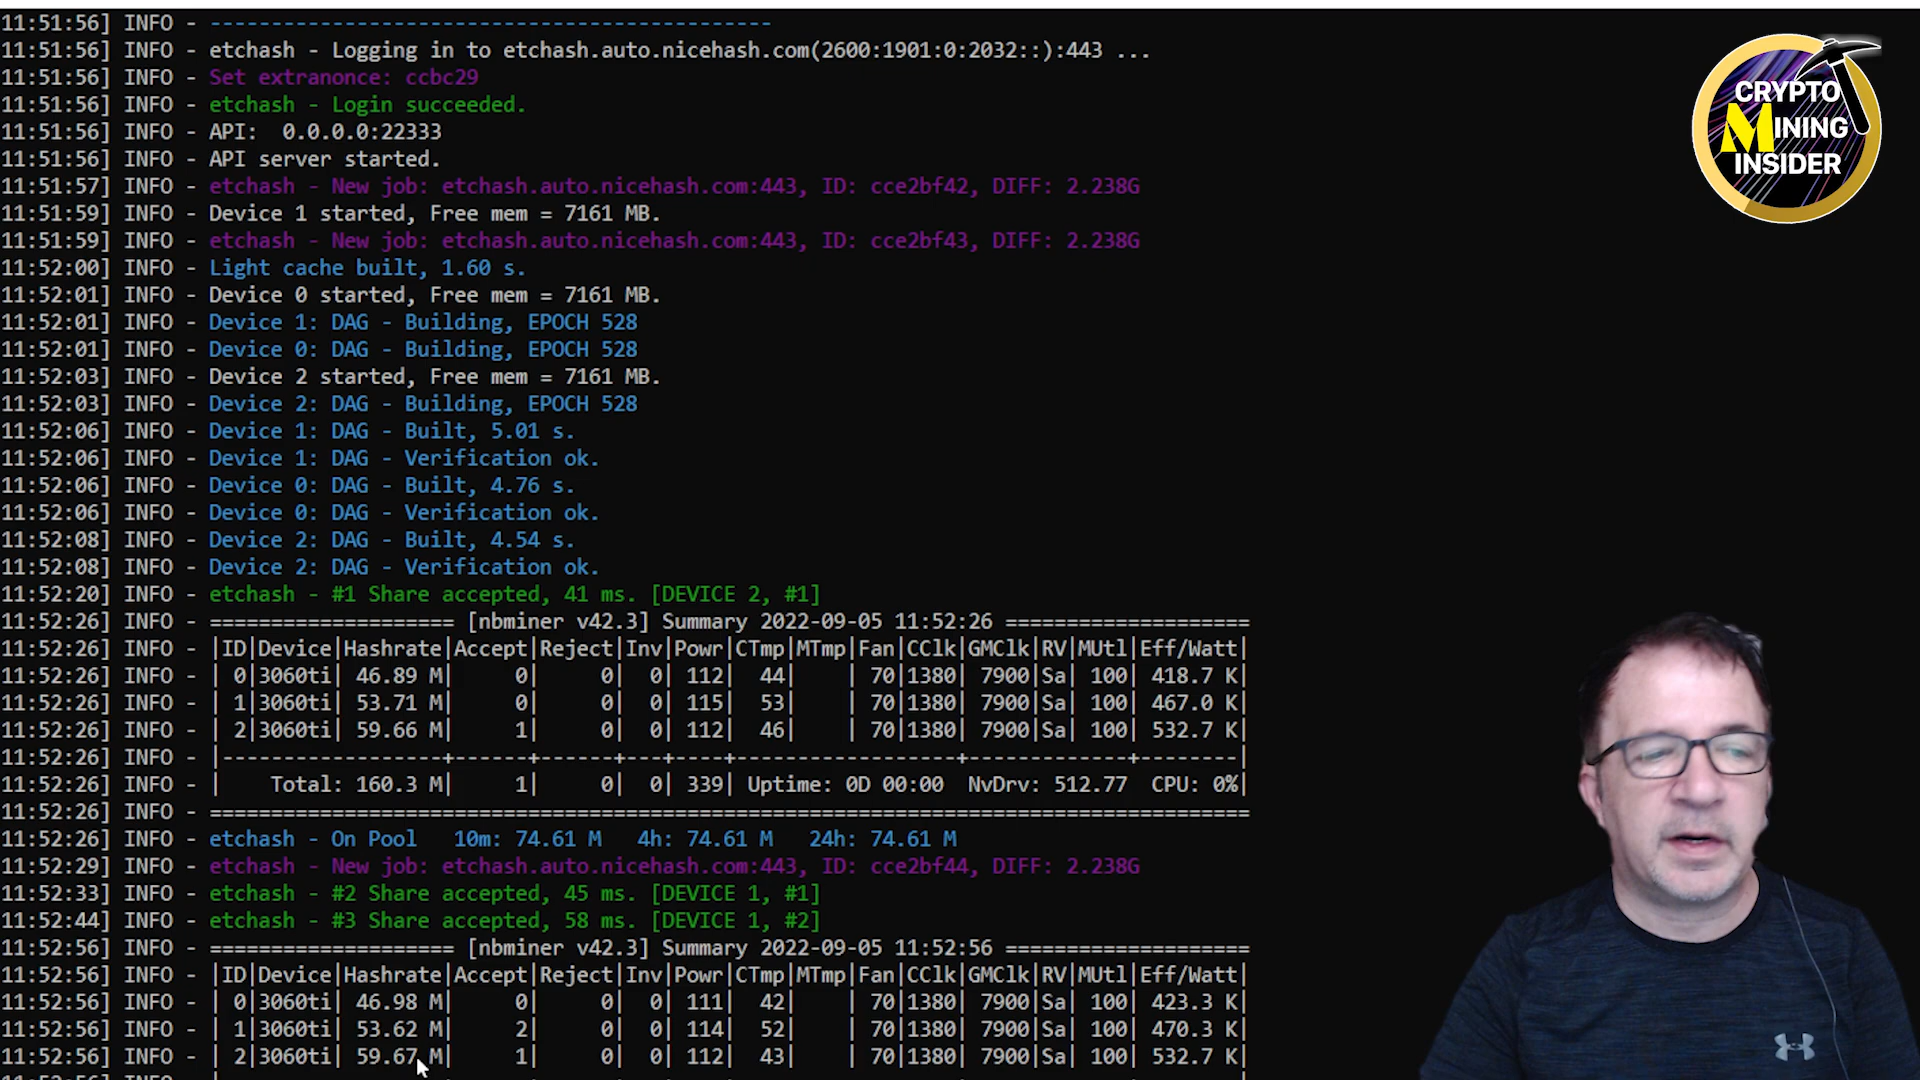 11:51:56] INFO - ----------------------------------------------
11:51:56] INFO - etchash - Logging in to etchash.auto.nicehash.com(2600:1901:0:2032::):443 ...
11:51:56] INFO - Set extranonce: ccbc29
11:51:56] INFO - etchash - Login succeeded.
11:51:56] INFO - API:  0.0.0.0:22333
11:51:56] INFO - API server started.
11:51:57] INFO - etchash - New job: etchash.auto.nicehash.com:443, ID: cce2bf42, DIFF: 2.238G
11:51:59] INFO - Device 1 started, Free mem = 7161 MB.
11:51:59] INFO - etchash - New job: etchash.auto.nicehash.com:443, ID: cce2bf43, DIFF: 2.238G
11:52:00] INFO - Light cache built, 1.60 s.
11:52:01] INFO - Device 0 started, Free mem = 7161 MB.
11:52:01] INFO - Device 1: DAG - Building, EPOCH 528
11:52:01] INFO - Device 0: DAG - Building, EPOCH 528
11:52:03] INFO - Device 2 started, Free mem = 7161 MB.
11:52:03] INFO - Device 2: DAG - Building, EPOCH 528
11:52:06] INFO - Device 1: DAG - Built, 5.01 s.
11:52:06] INFO - Device 1: DAG - Verification ok.
11:52:06] INFO - Device 0: DAG - Built, 4.76 s.
11:52:06] INFO - Device 0: DAG - Verification ok.
11:52:08] INFO - Device 2: DAG - Built, 4.54 s.
11:52:08] INFO - Device 2: DAG - Verification ok.
11:52:20] INFO - etchash - #1 Share accepted, 41 ms. [DEVICE 2, #1]
11:52:26] INFO - ==================== [nbminer v42.3] Summary 2022-09-05 11:52:26 ====================
11:52:26] INFO - |ID|Device|Hashrate|Accept|Reject|Inv|Powr|CTmp|MTmp|Fan|CClk|GMClk|RV|MUtl|Eff/Watt|
11:52:26] INFO - | 0|3060ti| 46.89 M|     0|     0|  0| 112|  44|    | 70|1380| 7900|Sa| 100| 418.7 K|
11:52:26] INFO - | 1|3060ti| 53.71 M|     0|     0|  0| 115|  53|    | 70|1380| 7900|Sa| 100| 467.0 K|
11:52:26] INFO - | 2|3060ti| 59.66 M|     1|     0|  0| 112|  46|    | 70|1380| 7900|Sa| 100| 532.7 K|
11:52:26] INFO - |------------------+------+------+---+----+------------------+-------------+--------|
11:52:26] INFO - |    Total: 160.3 M|     1|     0|  0| 339| Uptime: 0D 00:00  NvDrv: 512.77  CPU: 0%|
11:52:26] INFO - =====================================================================================
11:52:26] INFO - etchash - On Pool   10m: 74.61 M   4h: 74.61 M   24h: 74.61 M
11:52:29] INFO - etchash - New job: etchash.auto.nicehash.com:443, ID: cce2bf44, DIFF: 2.238G
11:52:33] INFO - etchash - #2 Share accepted, 45 ms. [DEVICE 1, #1]
11:52:44] INFO - etchash - #3 Share accepted, 58 ms. [DEVICE 1, #2]
11:52:56] INFO - ==================== [nbminer v42.3] Summary 2022-09-05 11:52:56 ====================
11:52:56] INFO - |ID|Device|Hashrate|Accept|Reject|Inv|Powr|CTmp|MTmp|Fan|CClk|GMClk|RV|MUtl|Eff/Watt|
11:52:56] INFO - | 0|3060ti| 46.98 M|     0|     0|  0| 111|  42|    | 70|1380| 7900|Sa| 100| 423.3 K|
11:52:56] INFO - | 1|3060ti| 53.62 M|     2|     0|  0| 114|  52|    | 70|1380| 7900|Sa| 100| 470.3 K|
11:52:56] INFO - | 2|3060ti| 59.67 M|     1|     0|  0| 112|  43|    | 70|1380| 7900|Sa| 100| 532.7 K|
CRYPTO
MINING
INSIDER